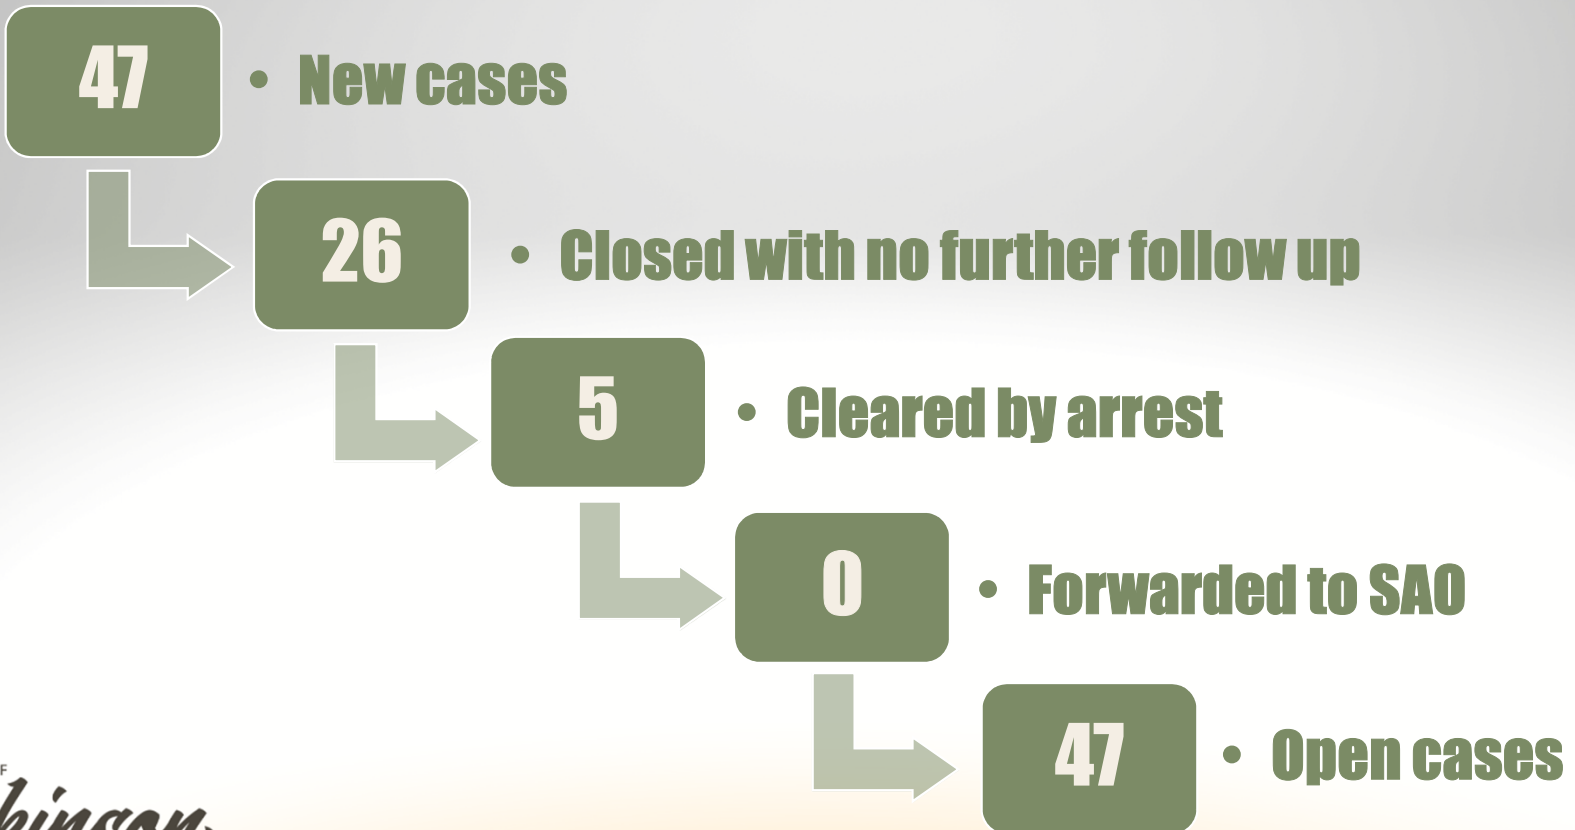 47
• New cases
26
• Closed with no further follow up
5
• Cleared by arrest
0
• Forwarded to SAO
47
• Open cases